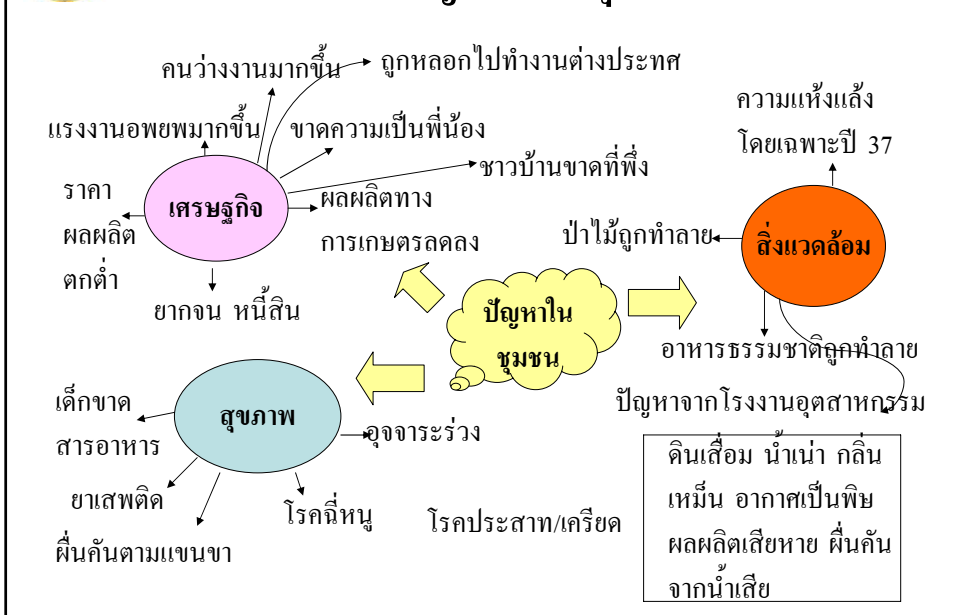 คนว่างงานมากขึ้น
ถูกหลอกไปทำงานต่างประทศ
แรงงานอพยพมากขึ้น
ขาดความเป็นพี่น้อง
ชาวบ้านขาดที่พึ่ง
เศรษฐกิจ
ราคา
ผลผลิต
ตกต่ำ
ผลผลิตทาง
การเกษตรลดลง
ยากจน หนี้สิน
ความแห้งแล้ง
โดยเฉพาะปี 37
ป่าไม้ถูกทำลาย
สิ่งแวดล้อม
ปัญหาใน
ชุมชน
อาหารธรรมชาติถูกทำลาย
ปัญหาจากโรงงานอุตสาหกรรม
ดินเสื่อม น้ำเน่า กลิ่น
เหม็น อากาศเป็นพิษ
ผลผลิตเสียหาย ผื่นคัน
จากน้ำเสีย
สุขภาพ
เด็กขาด
สารอาหาร
อุจจาระร่วง
ยาเสพติด
โรคฉี่หนู
ผื่นคันตามแขนขา
โรคประสาท/เครียด